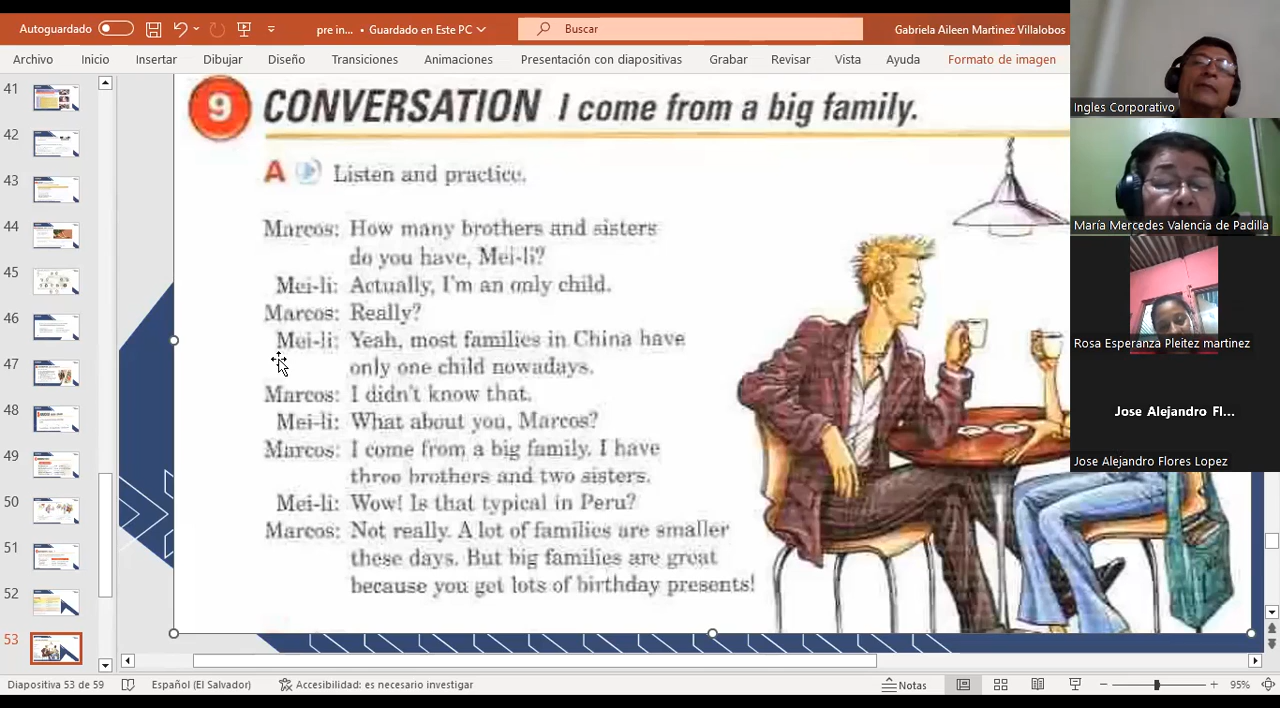 Autoguardado
pre in... • Guardado en Este PC
Buscar
Gabriela Aileen Martinez Villalobos
Archivo Inicio Insertar Dibujar Diseño Transiciones Animaciones Presentación con diapositivas Grabar Revisar Vista Ayuda Formato de imagen
Ingles Corporativo
María Mercedes Valencia de Padilla
Rosa Esperanza Pleitez martinez
Jose Alejandro Fl...
Jose Alejandro Flores Lopez
41
42
43
44
45
46
47
48
49
50
51
52
53
9 CONVERSATION I come from a big family.
A Listen and practice.
Marcos: How many brothers and sisters
do you have, Mei-li?
Mei-li: Actually, I'm an only child.
Marcos: Really?
Mei-li: Yeah, most families in China have
only one child nowadays.
Marcos: I didn't know that.
Mei-li: What about you, Marcos?
Marcos: I come from a big family. I have
three brothers and two sisters.
Mei-li: Wow! Is that typical in Peru?
Marcos: Not really. A lot of families are smaller
these days. But big families are great
because you get lots of birthday presents!
Diapositiva 53 de 59 Español (El Salvador) Accesibilidad: es necesario investigar Notas 95%